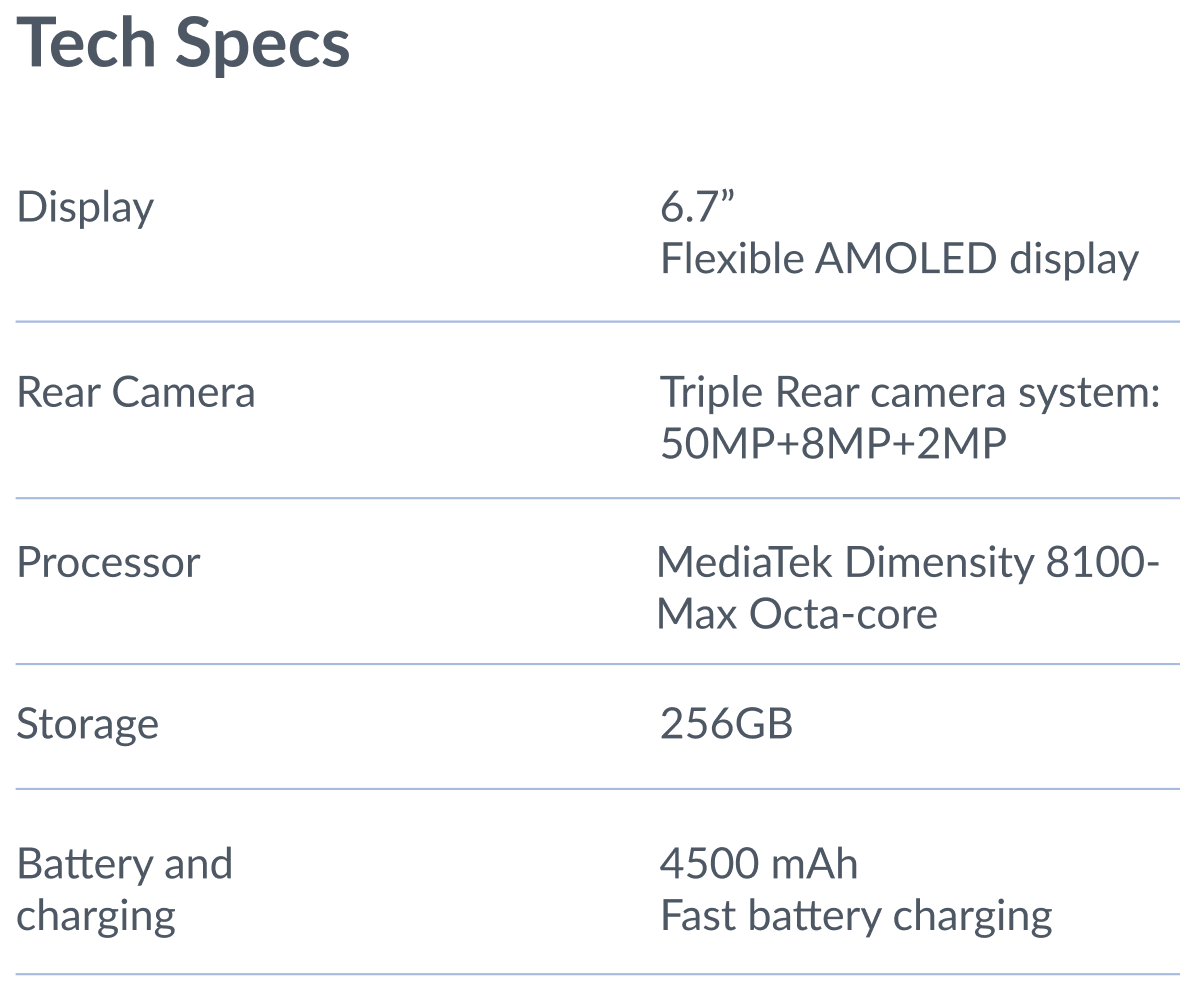 Tech Specs
Display
6.7”
Flexible AMOLED display
Rear Camera
Triple Rear camera system:
50MP+8MP+2MP
Processor
MediaTek Dimensity 8100-
Max Octa-core
Storage
256GB
Battery and
charging
4500 mAh
Fast battery charging